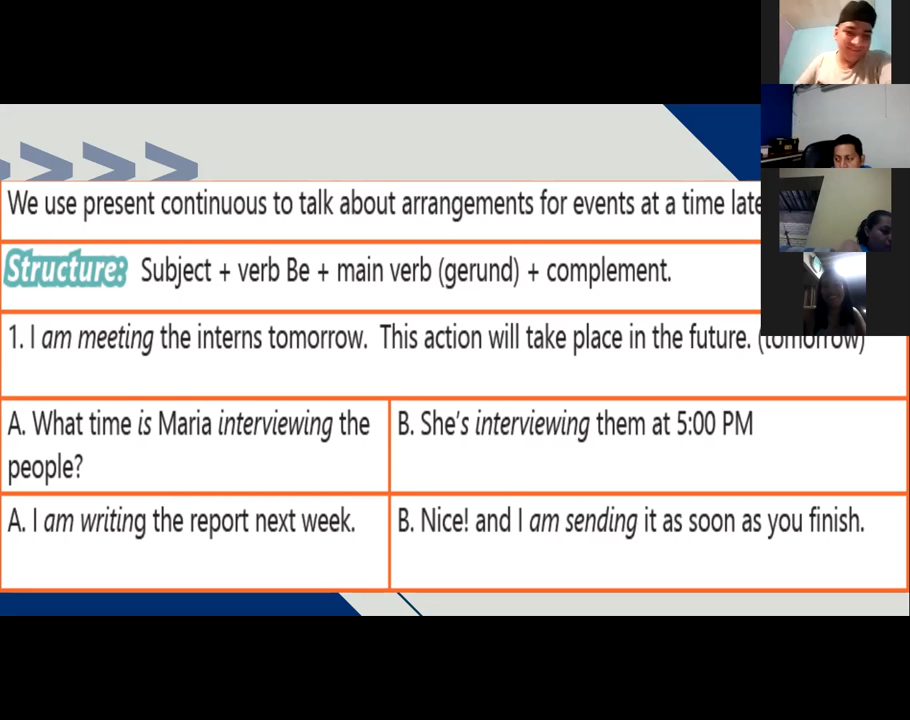 We use present continuous to talk about arrangements for events at a time late
Structure: Subject + verb Be + main verb (gerund) + complement.
1. I am meeting the interns tomorrow. This action will take place in the future. (tomorrow)
A. What time is Maria interviewing the
people?
B. She's interviewing them at 5:00 PM
A. I am writing the report next week.
B. Nice! and I am sending it as soon as you finish.